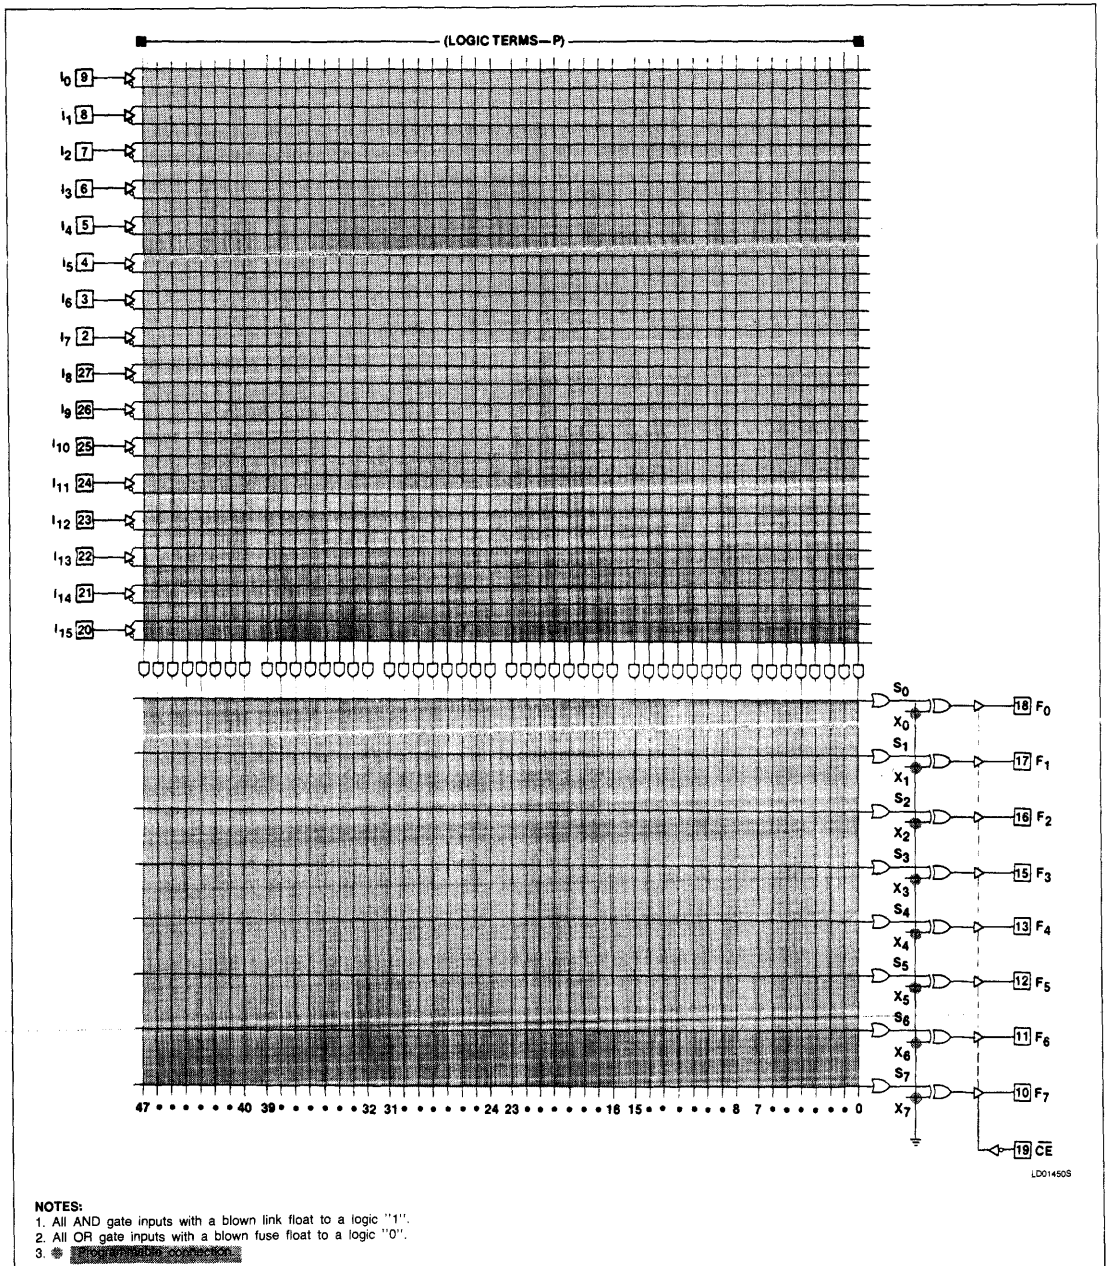 (LOGIC TERMS—P)
I0 9
I1 8
I2 7
I3 6
I4 5
I5 4
I6 3
I7 2
I8 27
I9 26
I10 25
I11 24
I12 23
I13 22
I14 21
I15 20
S0
X0
18 F0
S1
X1
17 F1
S2
X2
16 F2
S3
X3
15 F3
S4
X4
13 F4
S5
X5
12 F5
S6
X6
11 F6
S7
X7
10 F7
47 40 39 32 31 24 23 16 15 8 7 0
19 C̅E̅
LD01450S
NOTES:
1. All AND gate inputs with a blown link float to a logic "1".
2. All OR gate inputs with a blown fuse float to a logic "0".
3. Programmable connection.